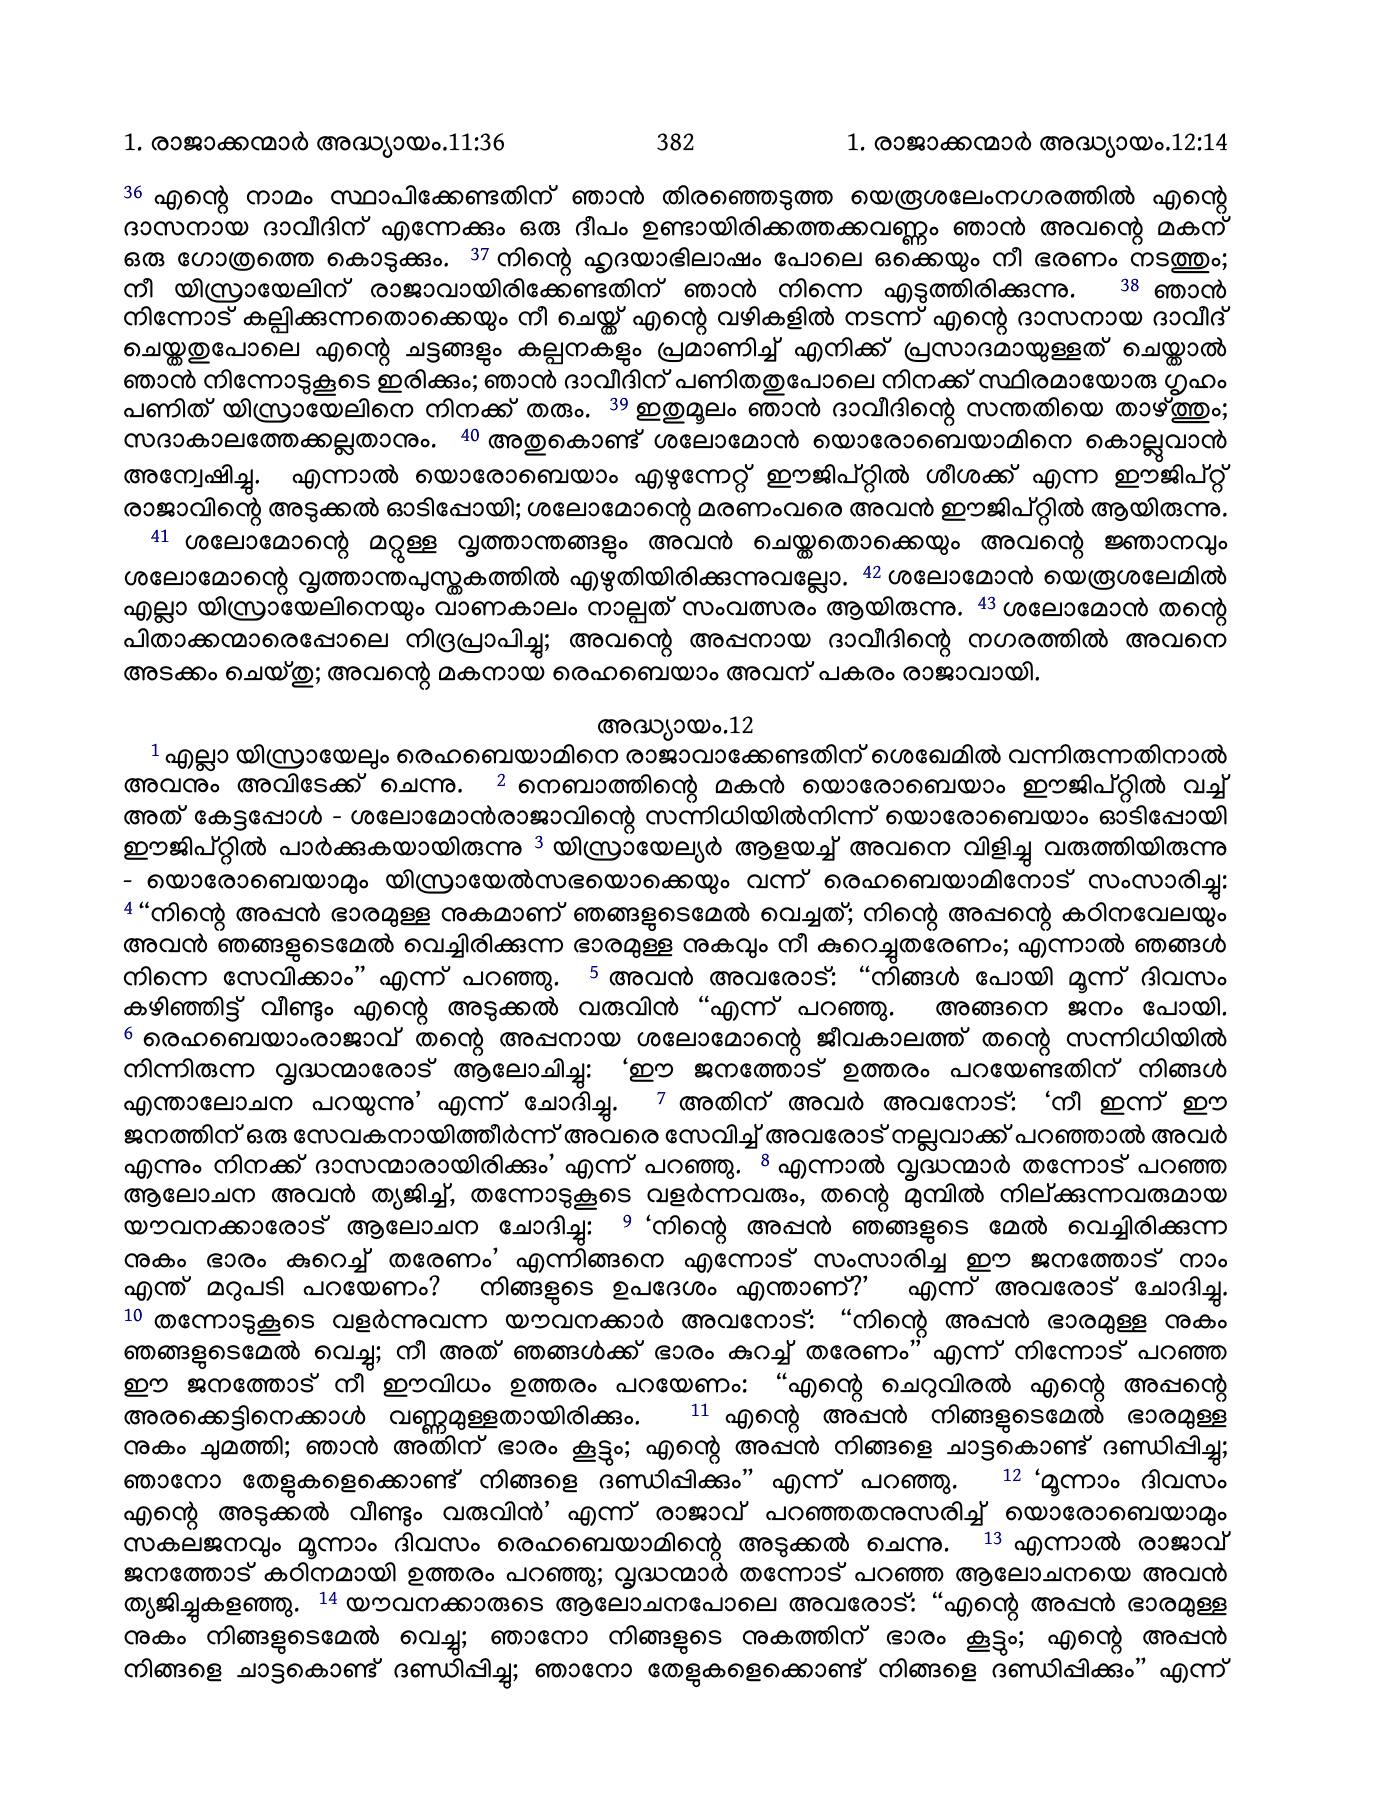 1. രാജാക്കന്മാർ അദ്ധ്യായം.11:36 382 1. രാജാക്കന്മാർ അദ്ധ്യായം.12:14
36 എന്റെ നാമം സ്ഥാപിക്കേണ്ടതിന് ഞാൻ തിരഞ്ഞെടുത്ത യെരൂശലേംനഗരത്തിൽ എന്റെ
ദാസനായ ദാവീദിന് എന്നേക്കും ഒരു ദീപം ഉണ്ടായിരിക്കത്തക്കവണ്ണം ഞാൻ അവന്റെ മകന്
ഒരു ഗോത്രത്തെ കൊടുക്കും. 37 നിന്റെ ഹൃദയാഭിലാഷം പോലെ ഒക്കെയും നീ ഭരണം നടത്തും;
നീ യിസ്രായേലിന് രാജാവായിരിക്കേണ്ടതിന് ഞാൻ നിന്നെ എടുത്തിരിക്കുന്നു. 38 ഞാൻ
നിന്നോട് കല്പിക്കുന്നതൊക്കെയും നീ ചെയ്ത് എന്റെ വഴികളിൽ നടന്ന് എന്റെ ദാസനായ ദാവീദ്
ചെയ്തതുപോലെ എന്റെ ചട്ടങ്ങളും കല്പനകളും പ്രമാണിച്ച് എനിക്ക് പ്രസാദമായുള്ളത് ചെയ്താൽ
ഞാൻ നിന്നോടുകൂടെ ഇരിക്കും; ഞാൻ ദാവീദിന് പണിതതുപോലെ നിനക്ക് സ്ഥിരമായോരു ഗൃഹം
പണിത് യിസ്രായേലിനെ നിനക്ക് തരും. 39 ഇതുമൂലം ഞാൻ ദാവീദിന്റെ സന്തതിയെ താഴ്ത്തും;
സദാകാലത്തേക്കല്ലതാനും. 40 അതുകൊണ്ട് ശലോമോൻ യൊരോബെയാമിനെ കൊല്ലുവാൻ
അന്വേഷിച്ചു. എന്നാൽ യൊരോബെയാം എഴുന്നേറ്റ് ഈജിപ്റ്റിൽ ശീശക്ക് എന്ന ഈജിപ്റ്റ്
രാജാവിന്റെ അടുക്കൽ ഓടിപ്പോയി; ശലോമോന്റെ മരണംവരെ അവൻ ഈജിപ്റ്റിൽ ആയിരുന്നു.
41 ശലോമോന്റെ മറ്റുള്ള വൃത്താന്തങ്ങളും അവൻ ചെയ്തതൊക്കെയും അവന്റെ ജ്ഞാനവും
ശലോമോന്റെ വൃത്താന്തപുസ്തകത്തിൽ എഴുതിയിരിക്കുന്നുവല്ലോ. 42 ശലോമോൻ യെരൂശലേമിൽ
എല്ലാ യിസ്രായേലിനെയും വാണകാലം നാല്പത് സംവത്സരം ആയിരുന്നു. 43 ശലോമോൻ തന്റെ
പിതാക്കന്മാരെപ്പോലെ നിദ്രപ്രാപിച്ചു; അവന്റെ അപ്പനായ ദാവീദിന്റെ നഗരത്തിൽ അവനെ
അടക്കം ചെയ്തു; അവന്റെ മകനായ രെഹബെയാം അവന് പകരം രാജാവായി.
അദ്ധ്യായം.12
1 എല്ലാ യിസ്രായേലും രെഹബെയാമിനെ രാജാവാക്കേണ്ടതിന് ശെഖേമിൽ വന്നിരുന്നതിനാൽ
അവനും അവിടേക്ക് ചെന്നു. 2 നെബാത്തിന്റെ മകൻ യൊരോബെയാം ഈജിപ്റ്റിൽ വച്ച്
അത് കേട്ടപ്പോൾ - ശലോമോൻരാജാവിന്റെ സന്നിധിയിൽനിന്ന് യൊരോബെയാം ഓടിപ്പോയി
ഈജിപ്റ്റിൽ പാർക്കുകയായിരുന്നു 3 യിസ്രായേല്യർ ആളയച്ച് അവനെ വിളിച്ചു വരുത്തിയിരുന്നു
- യൊരോബെയാമും യിസ്രായേൽസഭയൊക്കെയും വന്ന് രെഹബെയാമിനോട് സംസാരിച്ചു:
4 “നിന്റെ അപ്പൻ ഭാരമുള്ള നുകമാണ് ഞങ്ങളുടെമേൽ വെച്ചത്; നിന്റെ അപ്പന്റെ കഠിനവേലയും
അവൻ ഞങ്ങളുടെമേൽ വെച്ചിരിക്കുന്ന ഭാരമുള്ള നുകവും നീ കുറെച്ചുതരേണം; എന്നാൽ ഞങ്ങൾ
നിന്നെ സേവിക്കാം” എന്ന് പറഞ്ഞു. 5 അവൻ അവരോട്: “നിങ്ങൾ പോയി മൂന്ന് ദിവസം
കഴിഞ്ഞിട്ട് വീണ്ടും എന്റെ അടുക്കൽ വരുവിൻ “എന്ന് പറഞ്ഞു. അങ്ങനെ ജനം പോയി.
6 രെഹബെയാംരാജാവ് തന്റെ അപ്പനായ ശലോമോന്റെ ജീവകാലത്ത് തന്റെ സന്നിധിയിൽ
നിന്നിരുന്ന വൃദ്ധന്മാരോട് ആലോചിച്ചു: ‘ഈ ജനത്തോട് ഉത്തരം പറയേണ്ടതിന് നിങ്ങൾ
എന്താലോചന പറയുന്നു’ എന്ന് ചോദിച്ചു. 7 അതിന് അവർ അവനോട്: ‘നീ ഇന്ന് ഈ
ജനത്തിന് ഒരു സേവകനായിത്തീർന്ന് അവരെ സേവിച്ച് അവരോട് നല്ലവാക്ക് പറഞ്ഞാൽ അവർ
എന്നും നിനക്ക് ദാസന്മാരായിരിക്കും’ എന്ന് പറഞ്ഞു. 8 എന്നാൽ വൃദ്ധന്മാർ തന്നോട് പറഞ്ഞ
ആലോചന അവൻ ത്യജിച്ച്, തന്നോടുകൂടെ വളർന്നവരും, തന്റെ മുമ്പിൽ നില്ക്കുന്നവരുമായ
യൗവനക്കാരോട് ആലോചന ചോദിച്ചു: 9 ‘നിന്റെ അപ്പൻ ഞങ്ങളുടെ മേൽ വെച്ചിരിക്കുന്ന
നുകം ഭാരം കുറെച്ച് തരേണം’ എന്നിങ്ങനെ എന്നോട് സംസാരിച്ച ഈ ജനത്തോട് നാം
എന്ത് മറുപടി പറയേണം? നിങ്ങളുടെ ഉപദേശം എന്താണ്?’ എന്ന് അവരോട് ചോദിച്ചു.
10 തന്നോടുകൂടെ വളർന്നുവന്ന യൗവനക്കാർ അവനോട്: “നിന്റെ അപ്പൻ ഭാരമുള്ള നുകം
ഞങ്ങളുടെമേൽ വെച്ചു; നീ അത് ഞങ്ങൾക്ക് ഭാരം കുറച്ച് തരേണം” എന്ന് നിന്നോട് പറഞ്ഞ
ഈ ജനത്തോട് നീ ഈവിധം ഉത്തരം പറയേണം: “എന്റെ ചെറുവിരൽ എന്റെ അപ്പന്റെ
അരക്കെട്ടിനെക്കാൾ വണ്ണമുള്ളതായിരിക്കും. 11 എന്റെ അപ്പൻ നിങ്ങളുടെമേൽ ഭാരമുള്ള
നുകം ചുമത്തി; ഞാൻ അതിന് ഭാരം കൂട്ടും; എന്റെ അപ്പൻ നിങ്ങളെ ചാട്ടകൊണ്ട് ദണ്ഡിപ്പിച്ചു;
ഞാനോ തേളുകളെക്കൊണ്ട് നിങ്ങളെ ദണ്ഡിപ്പിക്കും” എന്ന് പറഞ്ഞു. 12 ‘മൂന്നാം ദിവസം
എന്റെ അടുക്കൽ വീണ്ടും വരുവിൻ’ എന്ന് രാജാവ് പറഞ്ഞതനുസരിച്ച് യൊരോബെയാമും
സകലജനവും മൂന്നാം ദിവസം രെഹബെയാമിന്റെ അടുക്കൽ ചെന്നു. 13 എന്നാൽ രാജാവ്
ജനത്തോട് കഠിനമായി ഉത്തരം പറഞ്ഞു; വൃദ്ധന്മാർ തന്നോട് പറഞ്ഞ ആലോചനയെ അവൻ
ത്യജിച്ചുകളഞ്ഞു. 14 യൗവനക്കാരുടെ ആലോചനപോലെ അവരോട്: “എന്റെ അപ്പൻ ഭാരമുള്ള
നുകം നിങ്ങളുടെമേൽ വെച്ചു; ഞാനോ നിങ്ങളുടെ നുകത്തിന് ഭാരം കൂട്ടും; എന്റെ അപ്പൻ
നിങ്ങളെ ചാട്ടകൊണ്ട് ദണ്ഡിപ്പിച്ചു; ഞാനോ തേളുകളെക്കൊണ്ട് നിങ്ങളെ ദണ്ഡിപ്പിക്കും” എന്ന്